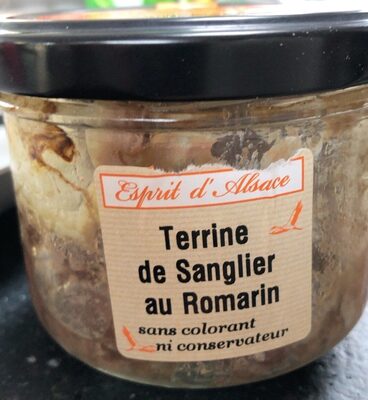 Esprit d'Alsace
Terrine
de Sanglier
au Romarin
sans colorant
ni conservateur